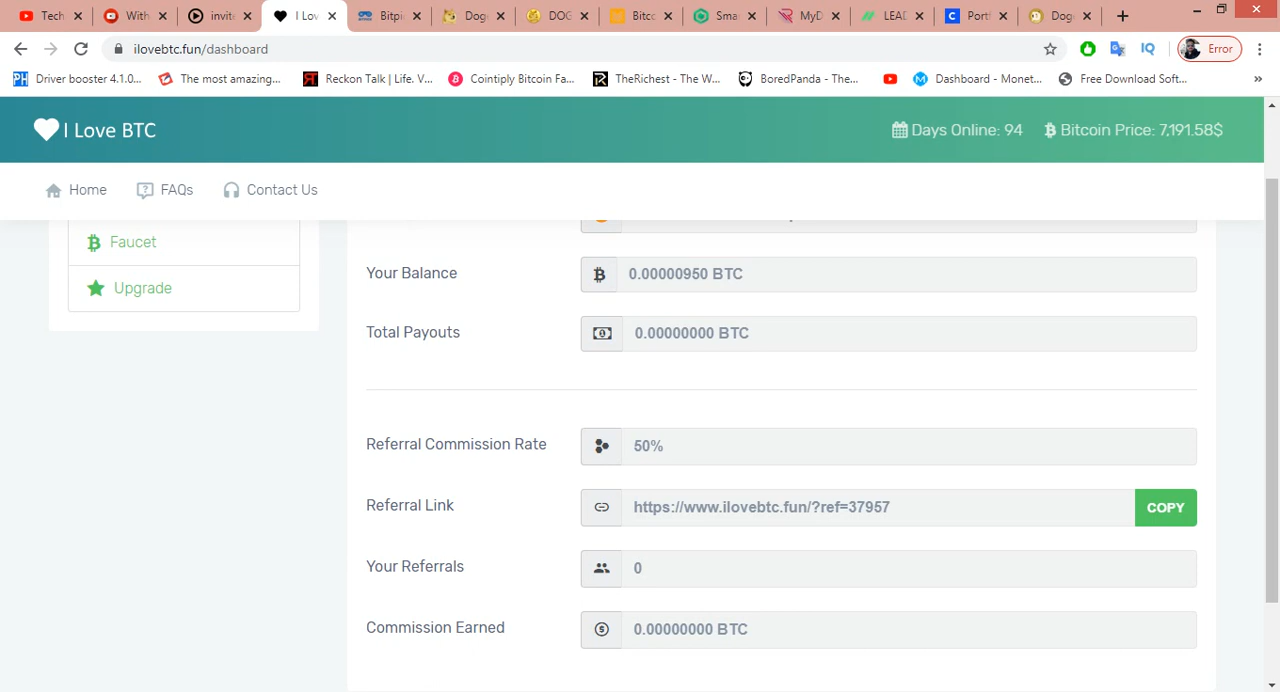 Tech
With
invite
I Lov
Bitpi
Dog
DOG
Bitcc
Sma
MyD
LEAD
Port
Dog
ilovebtc.fun/dashboard
IQ
Error
Driver booster 4.1.0...
The most amazing...
Reckon Talk | Life. V...
Cointiply Bitcoin Fa...
TheRichest - The W...
BoredPanda - The...
Dashboard - Monet...
Free Download Soft...
»
I Love BTC
Days Online: 94
Bitcoin Price: 7,191.58$
Home
FAQs
Contact Us
Faucet
Upgrade
Your Balance
0.00000950 BTC
Total Payouts
0.00000000 BTC
Referral Commission Rate
50%
Referral Link
https://www.ilovebtc.fun/?ref=37957
COPY
Your Referrals
0
Commission Earned
0.00000000 BTC